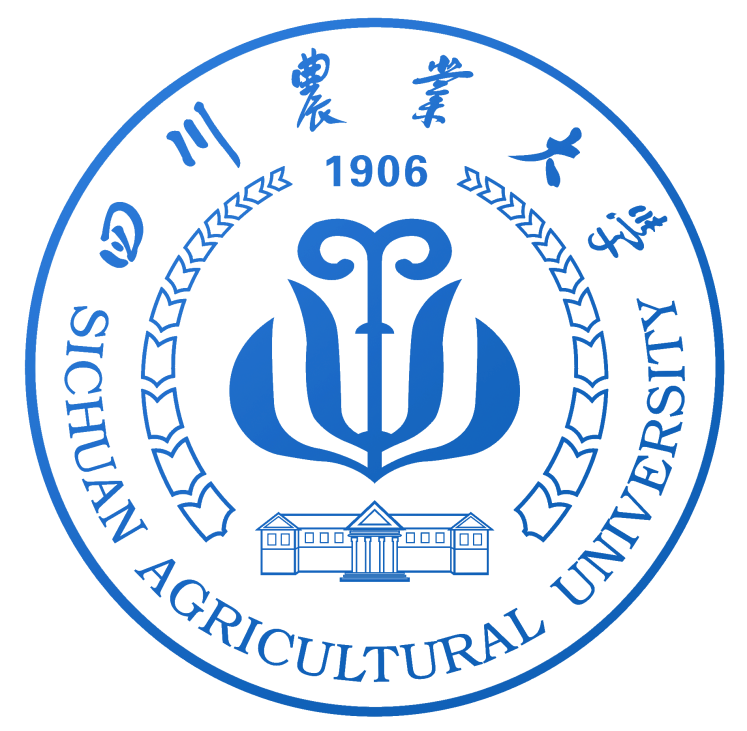 四川農業大學
1906
SICHUAN AGRICULTURAL UNIVERSITY